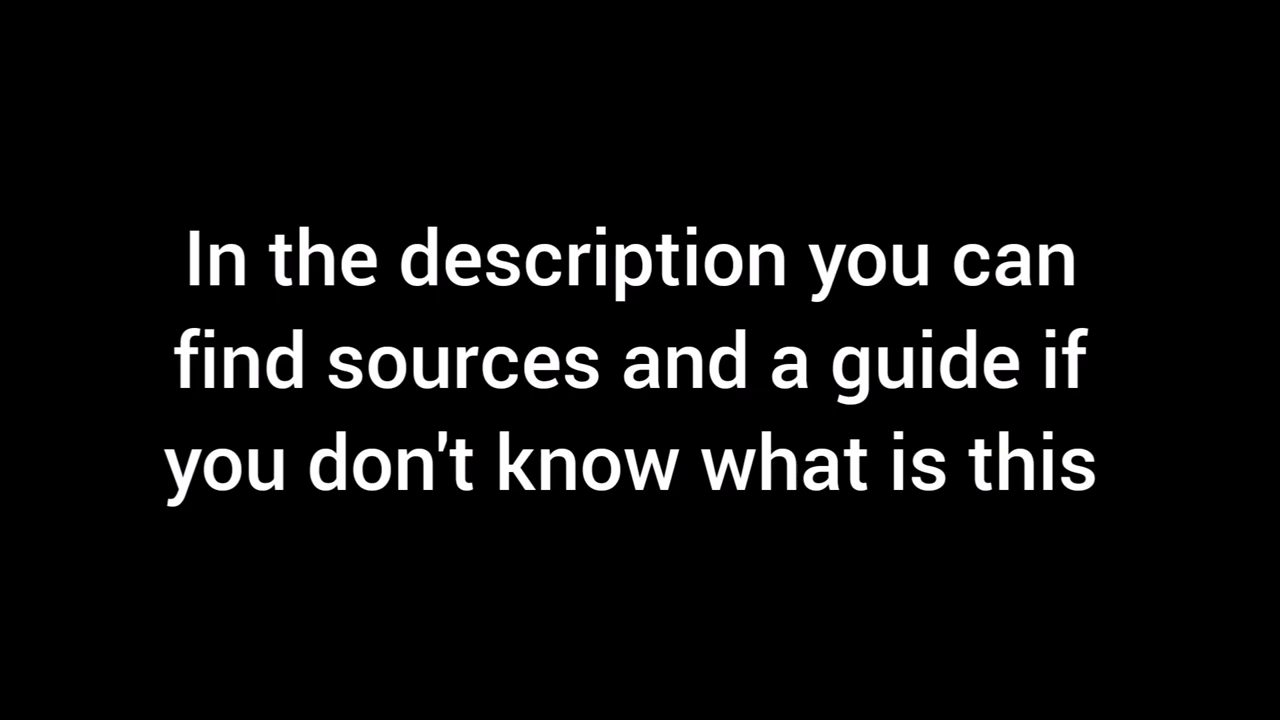 In the description you can
find sources and a guide if
you don't know what is this